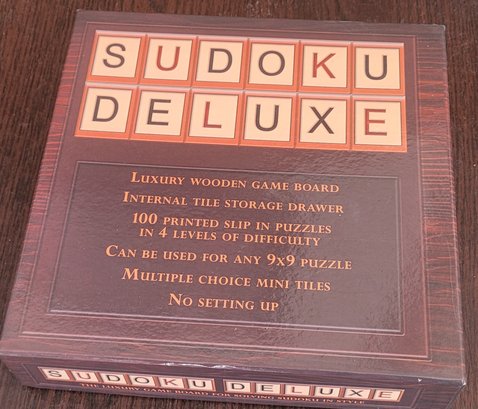 SUDOKU
DELUXE
LUXURY WOODEN GAME BOARD
INTERNAL TILE STORAGE DRAWER
100 PRINTED SLIP IN PUZZLES
IN 4 LEVELS OF DIFFICULTY
CAN BE USED FOR ANY 9X9 PUZZLE
MULTIPLE CHOICE MINI TILES
NO SETTING UP
SUDOKU DELUXE
THE LUXURY GAME BOARD FOR SOLVING SUDOKU IN STYLE